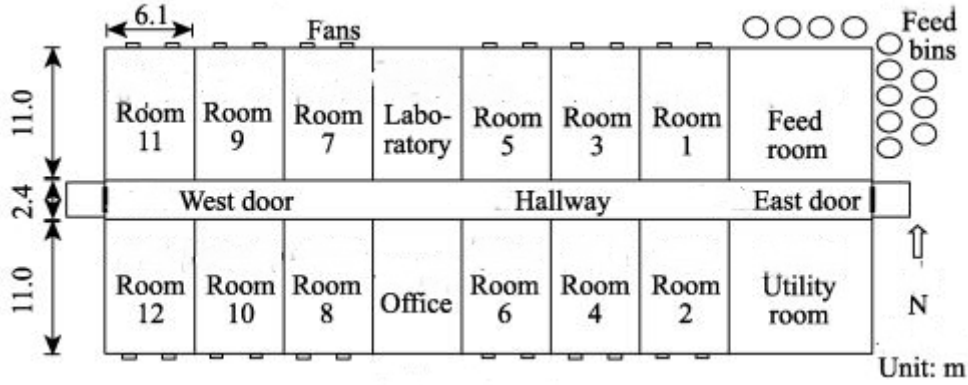 6.1
Fans
Feed
bins
11.0
Room
11
Room
9
Room
7
Labo-
ratory
Room
5
Room
3
Room
1
Feed
room
2.4
West door
Hallway
East door
11.0
Room
12
Room
10
Room
8
Office
Room
6
Room
4
Room
2
Utility
room
N
Unit: m